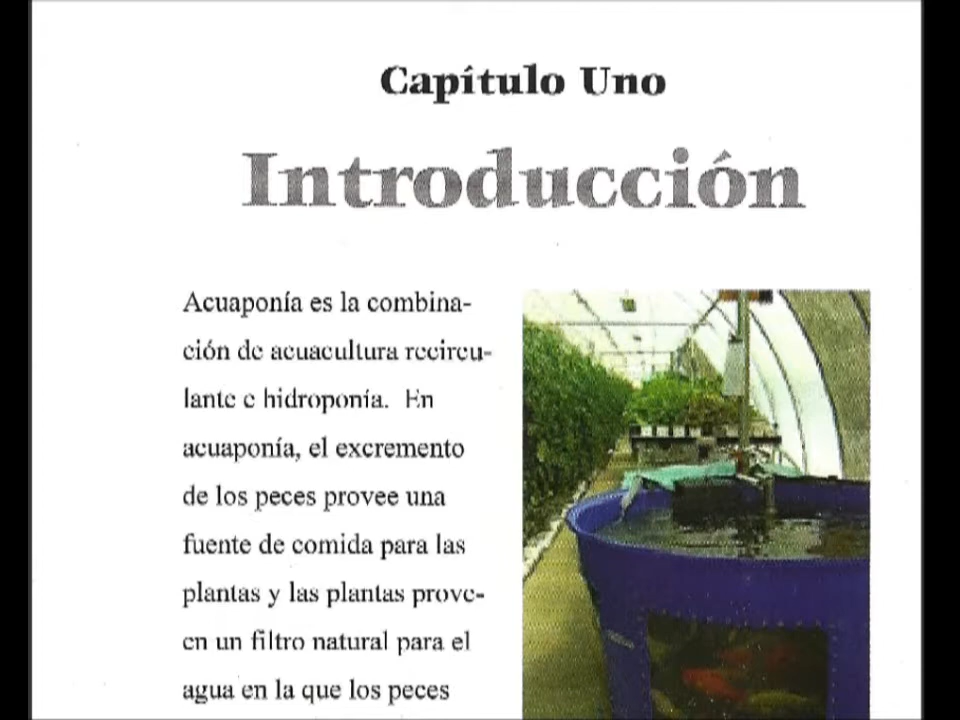 Capítulo Uno
Introducción
Acuaponía es la combina-
ción de acuacultura recircu-
lante e hidroponía. En
acuaponía, el excremento
de los peces provee una
fuente de comida para las
plantas y las plantas prove-
en un filtro natural para el
agua en la que los peces